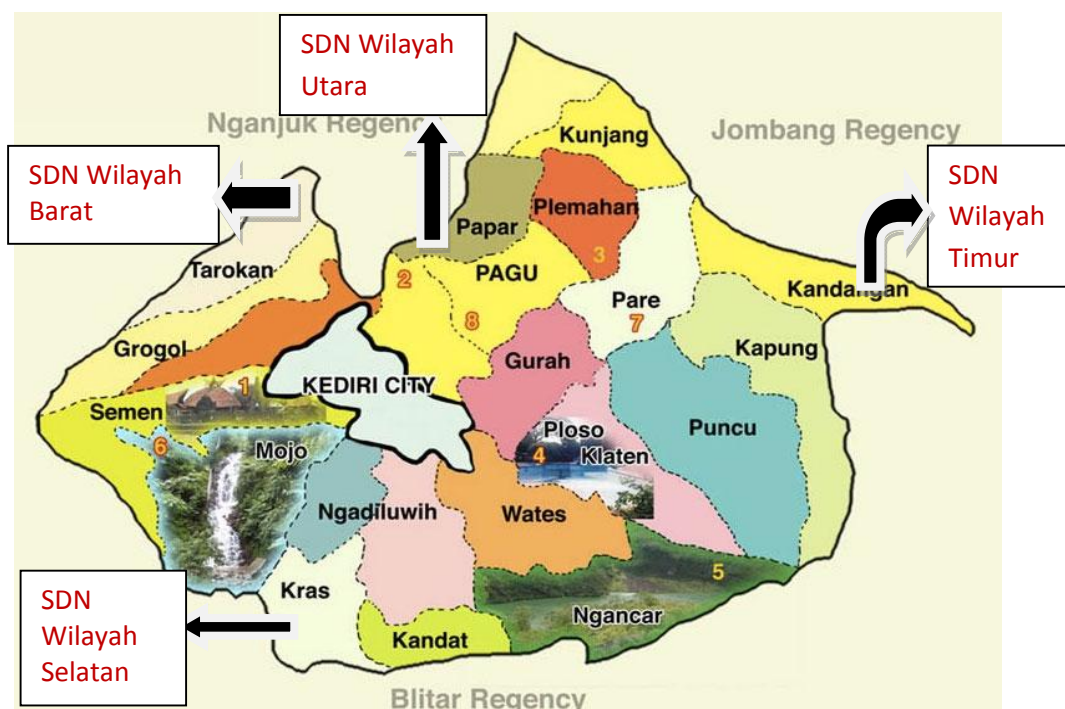 SDN Wilayah
Utara
Nganjuk Regency
Kunjang
Jombang Regency
SDN Wilayah
Barat
SDN
Wilayah
Timur
Papar
Plemahan
3
Tarokan
2
PAGU
Kandangan
Pare
7
8
Grogol
Gurah
Kapung
1
KEDIRI CITY
Semen
6
Mojo
Ploso
Klaten
4
Puncu
Ngadiluwih
Wates
5
Kras
Ngancar
SDN
Wilayah
Selatan
Kandat
Blitar Regency